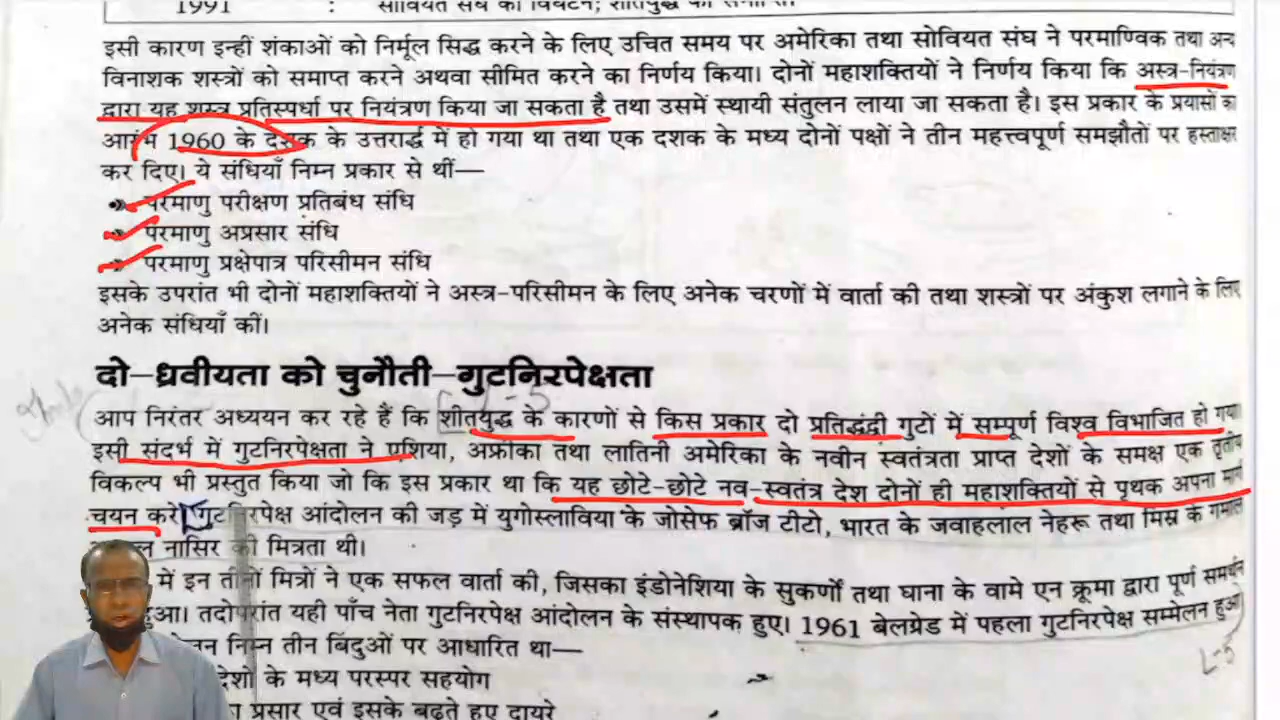 1991 : सोवियत संघ का विघटन; शीतयुद्ध की समाप्ति
इसी कारण इन्हीं शंकाओं को निर्मूल सिद्ध करने के लिए उचित समय पर अमेरिका तथा सोवियत संघ ने परमाण्विक तथा अन्य
विनाशक शस्त्रों को समाप्त करने अथवा सीमित करने का निर्णय किया। दोनों महाशक्तियों ने निर्णय किया कि अस्त्र-नियंत्रण
द्वारा यह शस्त्र प्रतिस्पर्धा पर नियंत्रण किया जा सकता है तथा उसमें स्थायी संतुलन लाया जा सकता है। इस प्रकार के प्रयासों का
आरंभ 1960 के दशक के उत्तरार्द्ध में हो गया था तथा एक दशक के मध्य दोनों पक्षों ने तीन महत्त्वपूर्ण समझौतों पर हस्ताक्षर
कर दिए। ये संधियाँ निम्न प्रकार से थीं—
परमाणु परीक्षण प्रतिबंध संधि
परमाणु अप्रसार संधि
परमाणु प्रक्षेपात्र परिसीमन संधि
इसके उपरांत भी दोनों महाशक्तियों ने अस्त्र-परिसीमन के लिए अनेक चरणों में वार्ता की तथा शस्त्रों पर अंकुश लगाने के लिए
अनेक संधियाँ कीं।
दो-ध्रुवीयता को चुनौती-गुटनिरपेक्षता
आप निरंतर अध्ययन कर रहे हैं कि शीतयुद्ध के कारणों से किस प्रकार दो प्रतिद्वंद्वी गुटों में सम्पूर्ण विश्व विभाजित हो गया
इसी संदर्भ में गुटनिरपेक्षता ने एशिया, अफ्रीका तथा लातिनी अमेरिका के नवीन स्वतंत्रता प्राप्त देशों के समक्ष एक तृतीय
विकल्प भी प्रस्तुत किया जो कि इस प्रकार था कि यह छोटे-छोटे नव-स्वतंत्र देश दोनों ही महाशक्तियों से पृथक अपना मार्ग
चयन करे। गुटनिरपेक्ष आंदोलन की जड़ में युगोस्लाविया के जोसेफ ब्रॉज टीटो, भारत के जवाहलाल नेहरू तथा मिस्र के गमाल
नासिर की मित्रता थी।
में इन तीनों मित्रों ने एक सफल वार्ता की, जिसका इंडोनेशिया के सुकर्णों तथा घाना के वामे एन क्रूमा द्वारा पूर्ण समर्थन
हुआ। तदोपरांत यही पाँच नेता गुटनिरपेक्ष आंदोलन के संस्थापक हुए। 1961 बेलग्रेड में पहला गुटनिरपेक्ष सम्मेलन हुआ
निम्न तीन बिंदुओं पर आधारित था—
देशों के मध्य परस्पर सहयोग
प्रसार एवं इसके बढ़ते हुए दायरे
L-5